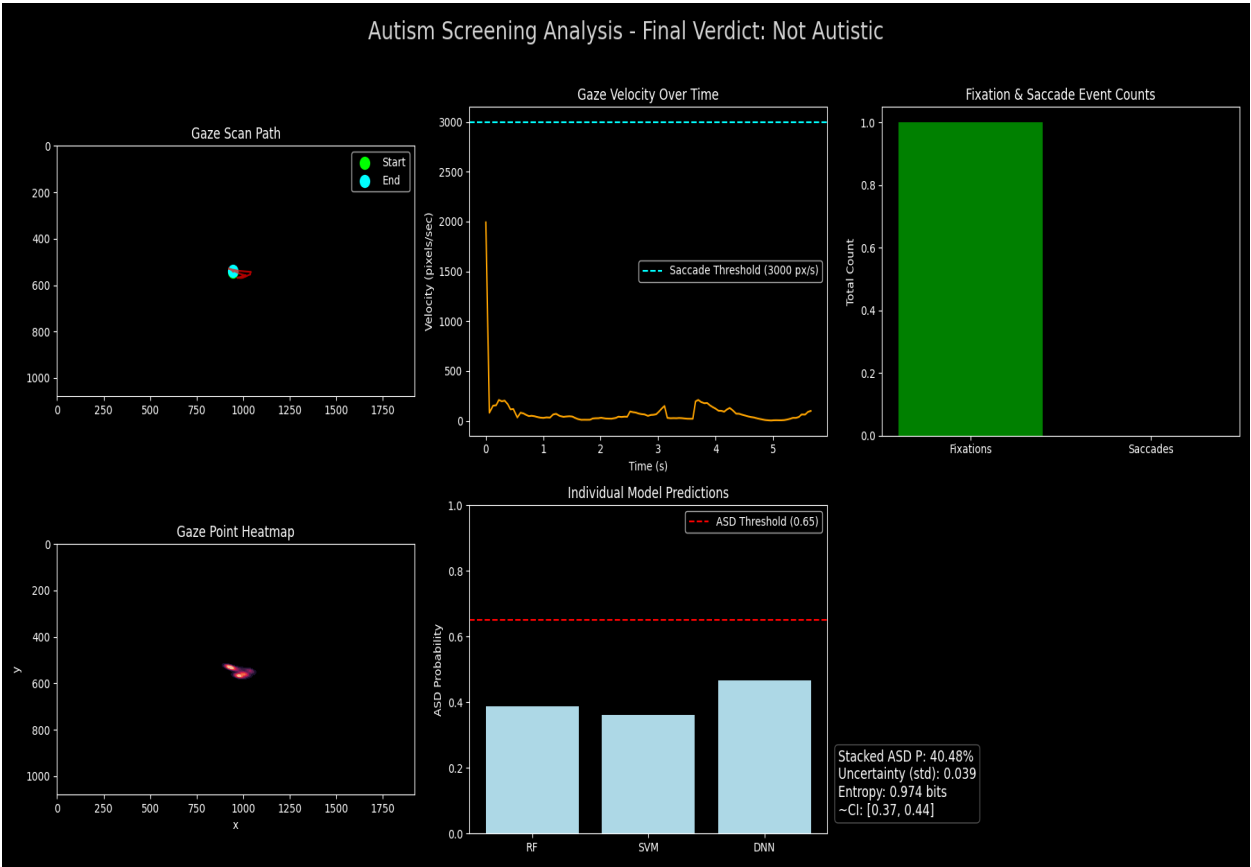 Autism Screening Analysis - Final Verdict: Not Autistic
Gaze Scan Path
Start
End
0
200
400
600
800
1000
0 250 500 750 1000 1250 1500 1750
Gaze Velocity Over Time
Velocity (pixels/sec)
3000
2500
2000
1500
1000
500
0
Saccade Threshold (3000 px/s)
0 1 2 3 4 5
Time (s)
Fixation & Saccade Event Counts
Total Count
1.0
0.8
0.6
0.4
0.2
0.0
Fixations Saccades
Gaze Point Heatmap
y
0
200
400
600
800
1000
0 250 500 750 1000 1250 1500 1750
x
Individual Model Predictions
ASD Probability
1.0
0.8
0.6
0.4
0.2
0.0
ASD Threshold (0.65)
RF SVM DNN
Stacked ASD P: 40.48%
Uncertainty (std): 0.039
Entropy: 0.974 bits
~CI: [0.37, 0.44]